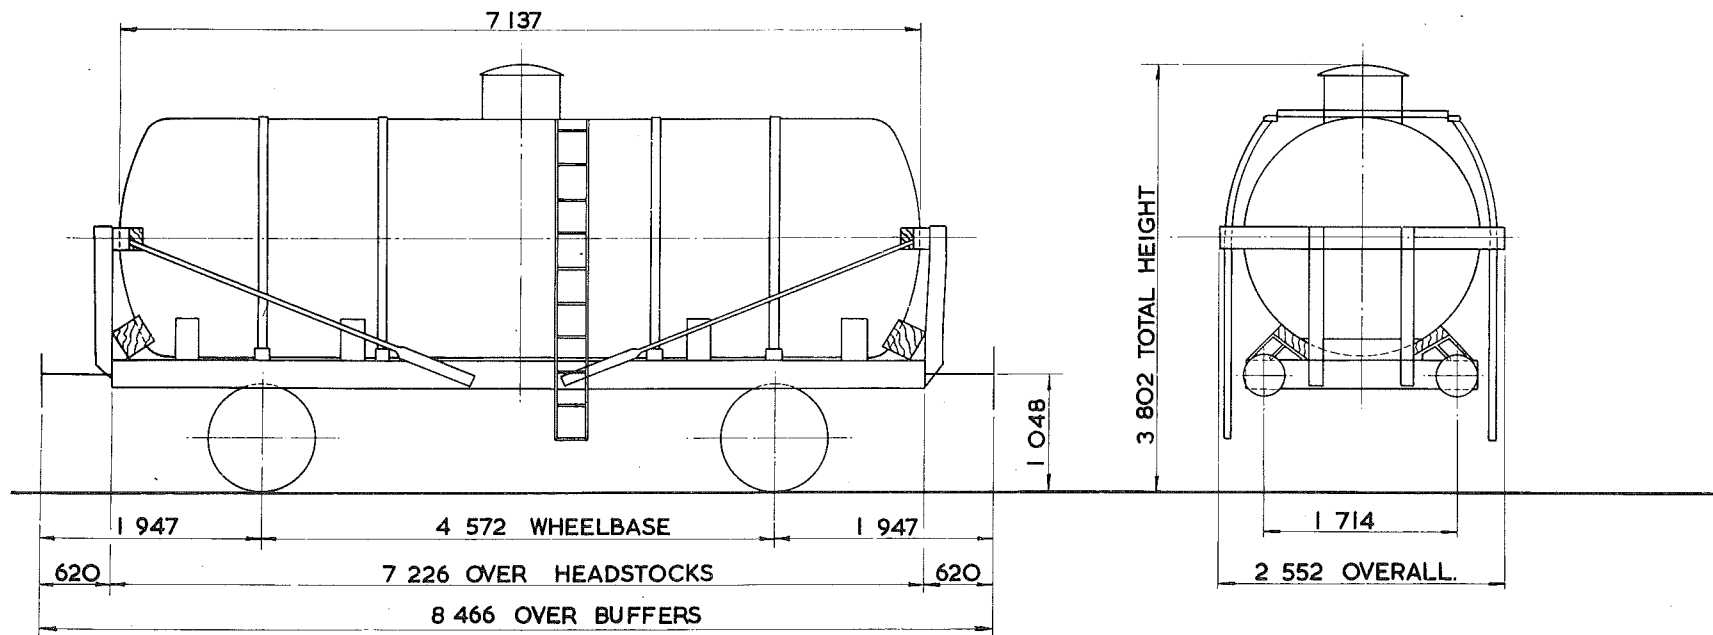 7 137
3 802 TOTAL HEIGHT
1 048
1 947
4 572 WHEELBASE
1 947
1 714
620
7 226 OVER HEADSTOCKS
620
2 552 OVERALL.
8 466 OVER BUFFERS